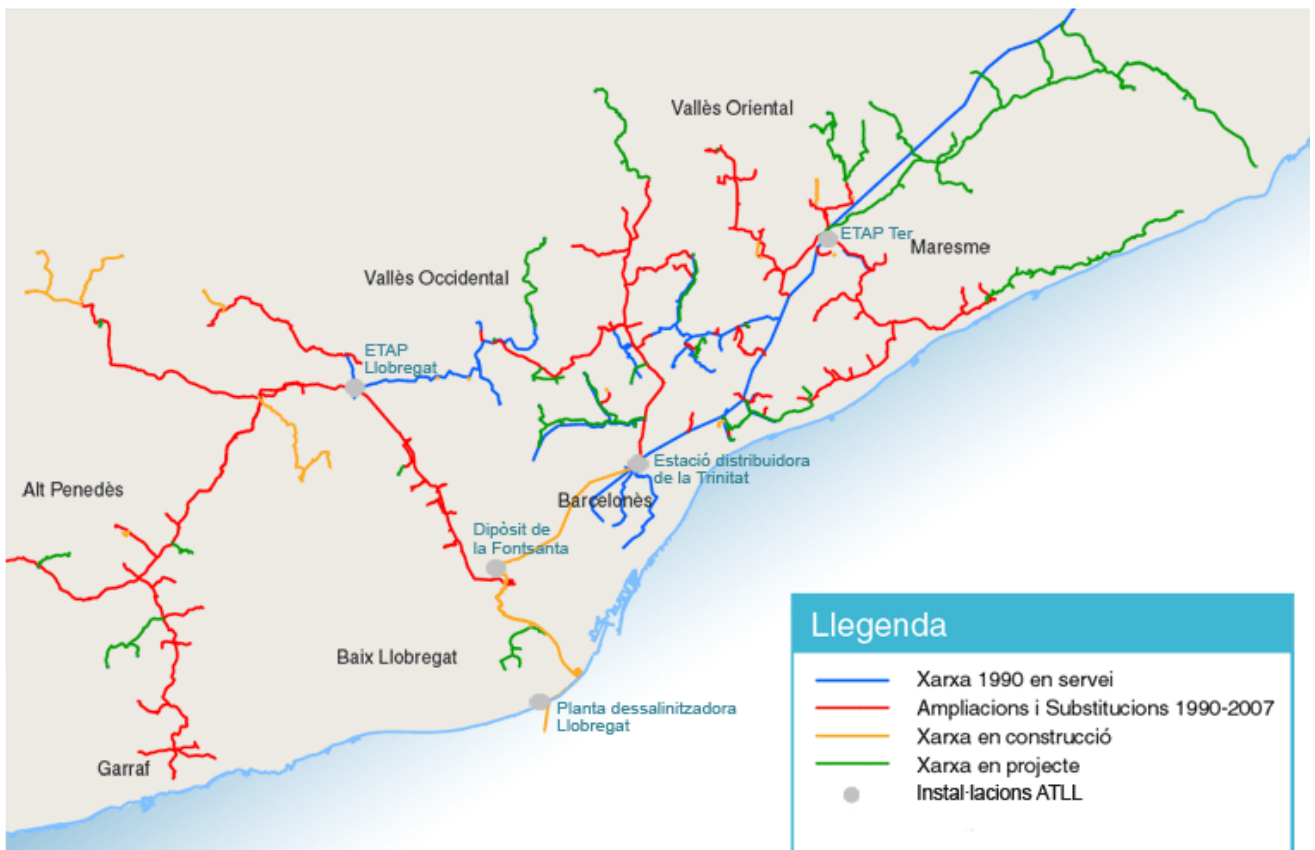 Vallès Oriental
ETAP Ter
Maresme
Vallès Occidental
ETAP
Llobregat
Estació distribuidora
de la Trinitat
Alt Penedès
Barcelonès
Dipòsit de
la Fontsanta
Baix Llobregat
Planta dessalinitzadora
Llobregat
Garraf
Llegenda
Xarxa 1990 en servei
Ampliacions i Substitucions 1990-2007
Xarxa en construcció
Xarxa en projecte
Instal·lacions ATLL